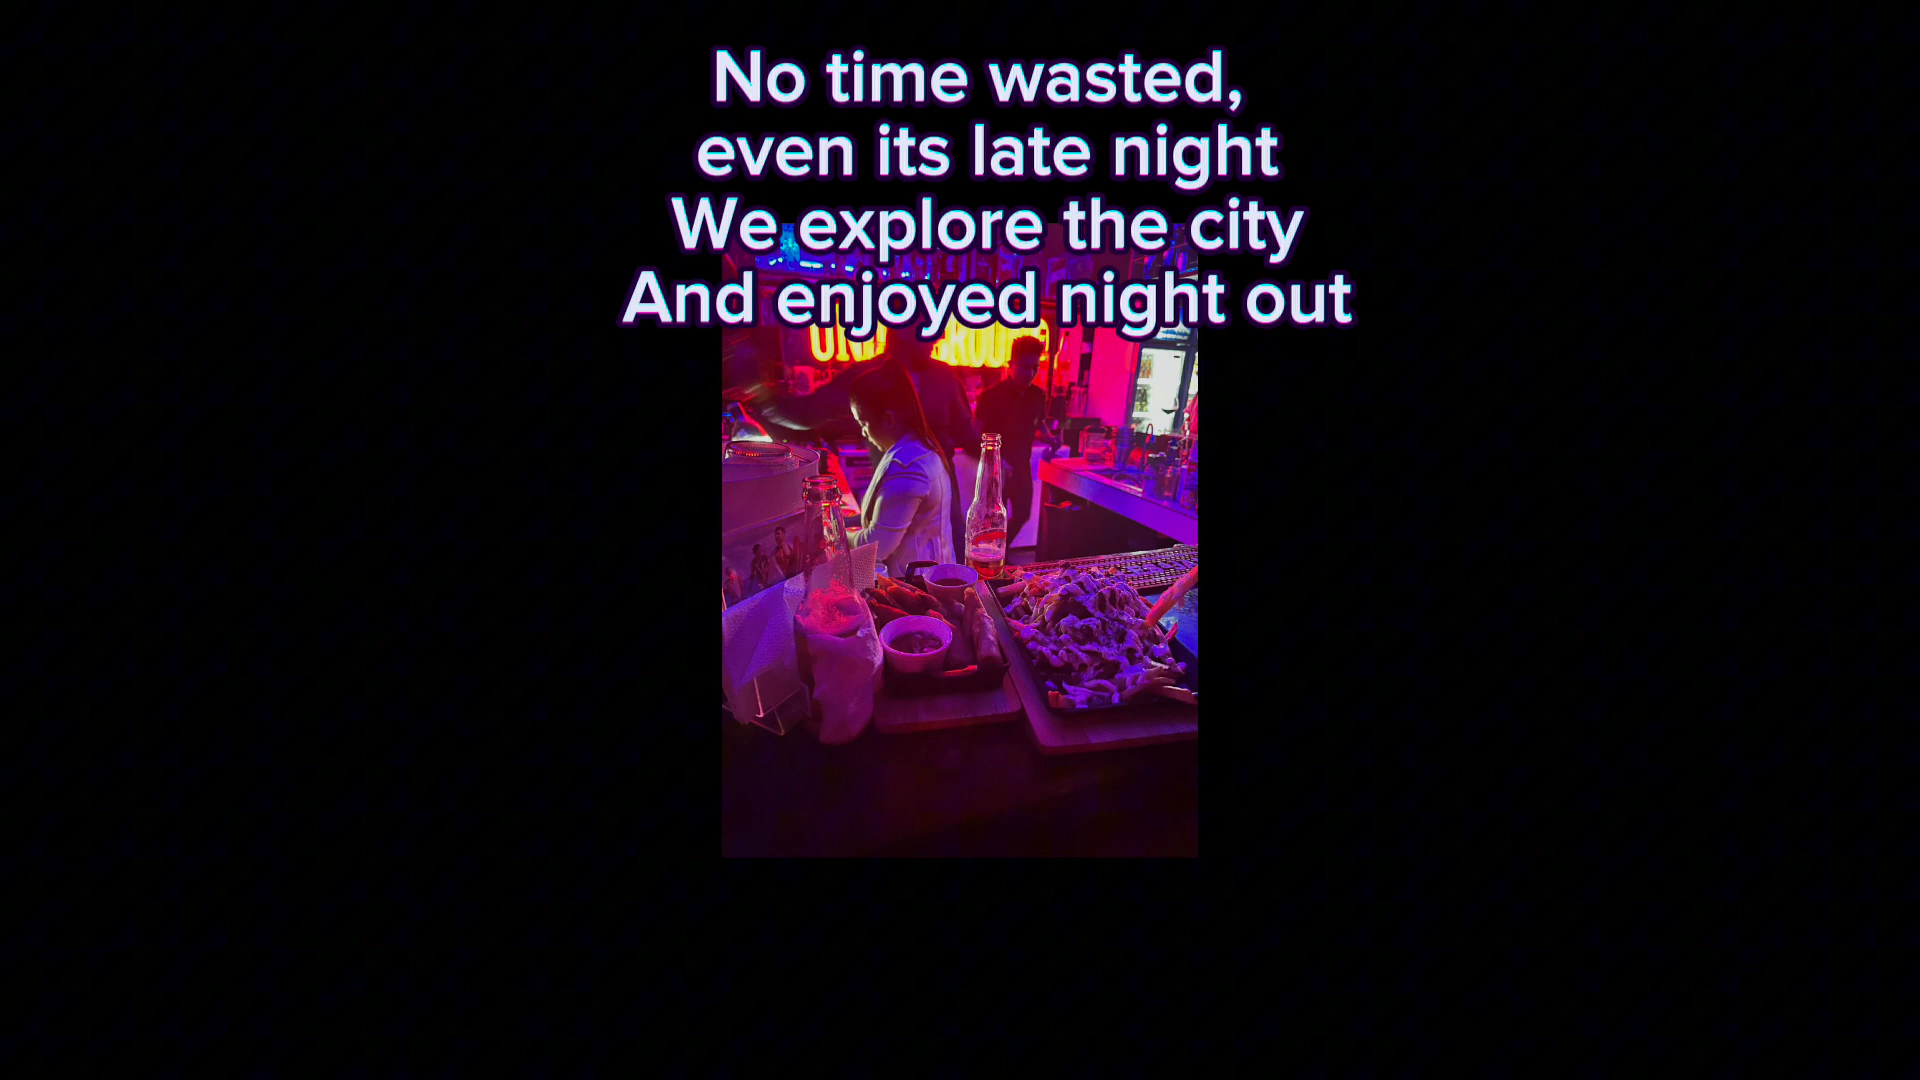 No time wasted,
even its late night
We explore the city
And enjoyed night out